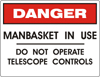 DANGER
MANBASKET IN USE
DO NOT OPERATE
TELESCOPE CONTROLS